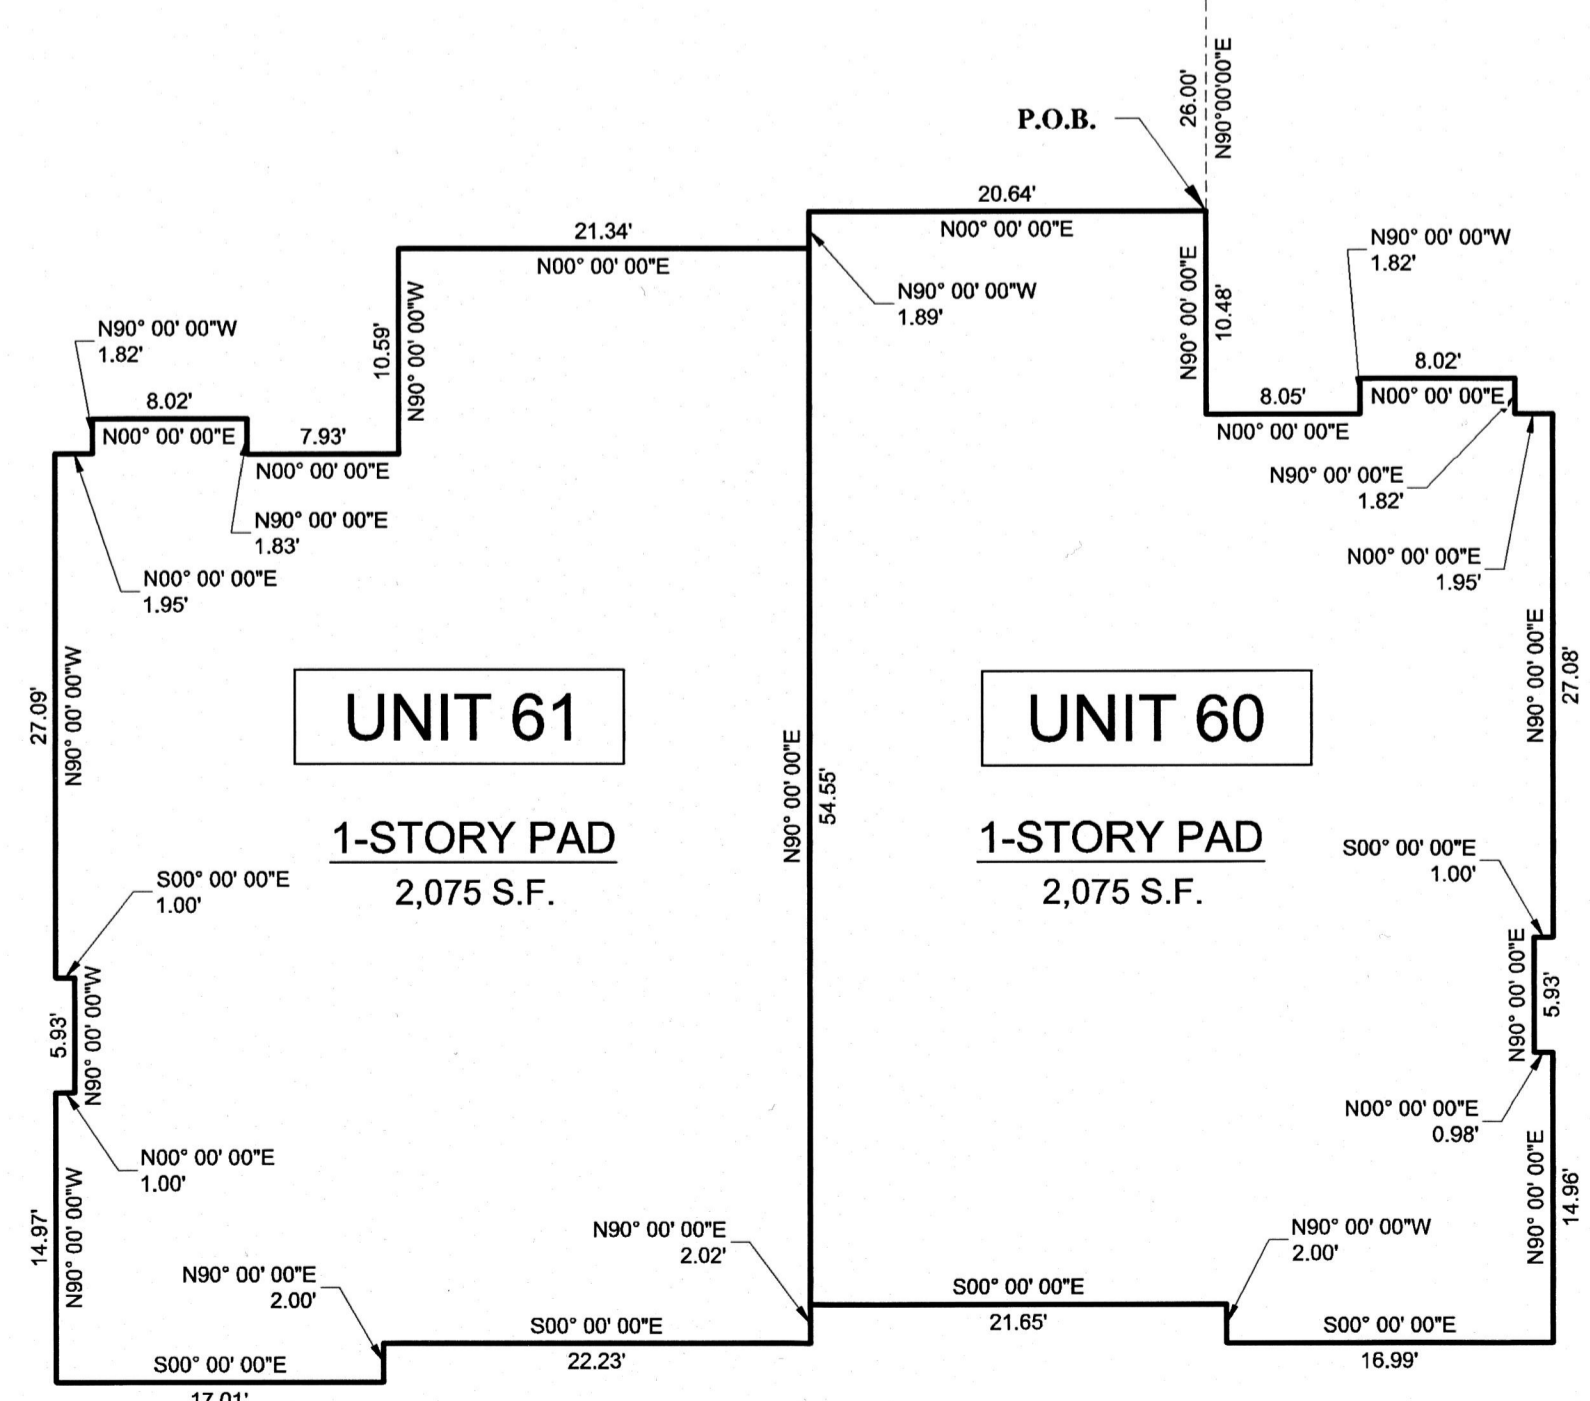 26.00'
N90°00'00"E
P.O.B.
20.64'
N00° 00' 00"E
21.34'
N00° 00' 00"E
N90° 00' 00"W
1.89'
N90° 00' 00"E
10.48'
N90° 00' 00"W
1.82'
10.59'
N90° 00' 00"W
N90° 00' 00"W
1.82'
8.02'
N00° 00' 00"E
7.93'
N00° 00' 00"E
8.05'
N00° 00' 00"E
8.02'
N00° 00' 00"E
N90° 00' 00"E
1.82'
N90° 00' 00"E
1.83'
N00° 00' 00"E
1.95'
N00° 00' 00"E
1.95'
27.09'
N90° 00' 00"W
UNIT 61
1-STORY PAD
2,075 S.F.
N90° 00' 00"E
54.55'
UNIT 60
1-STORY PAD
2,075 S.F.
N90° 00' 00"E
27.08'
S00° 00' 00"E
1.00'
S00° 00' 00"E
1.00'
5.93'
N90° 00' 00"W
N90° 00' 00"E
5.93'
N00° 00' 00"E
1.00'
N00° 00' 00"E
0.98'
14.97'
N90° 00' 00"W
N90° 00' 00"E
14.96'
N90° 00' 00"E
2.02'
N90° 00' 00"W
2.00'
N90° 00' 00"E
2.00'
S00° 00' 00"E
21.65'
S00° 00' 00"E
22.23'
S00° 00' 00"E
16.99'
S00° 00' 00"E
17.01'